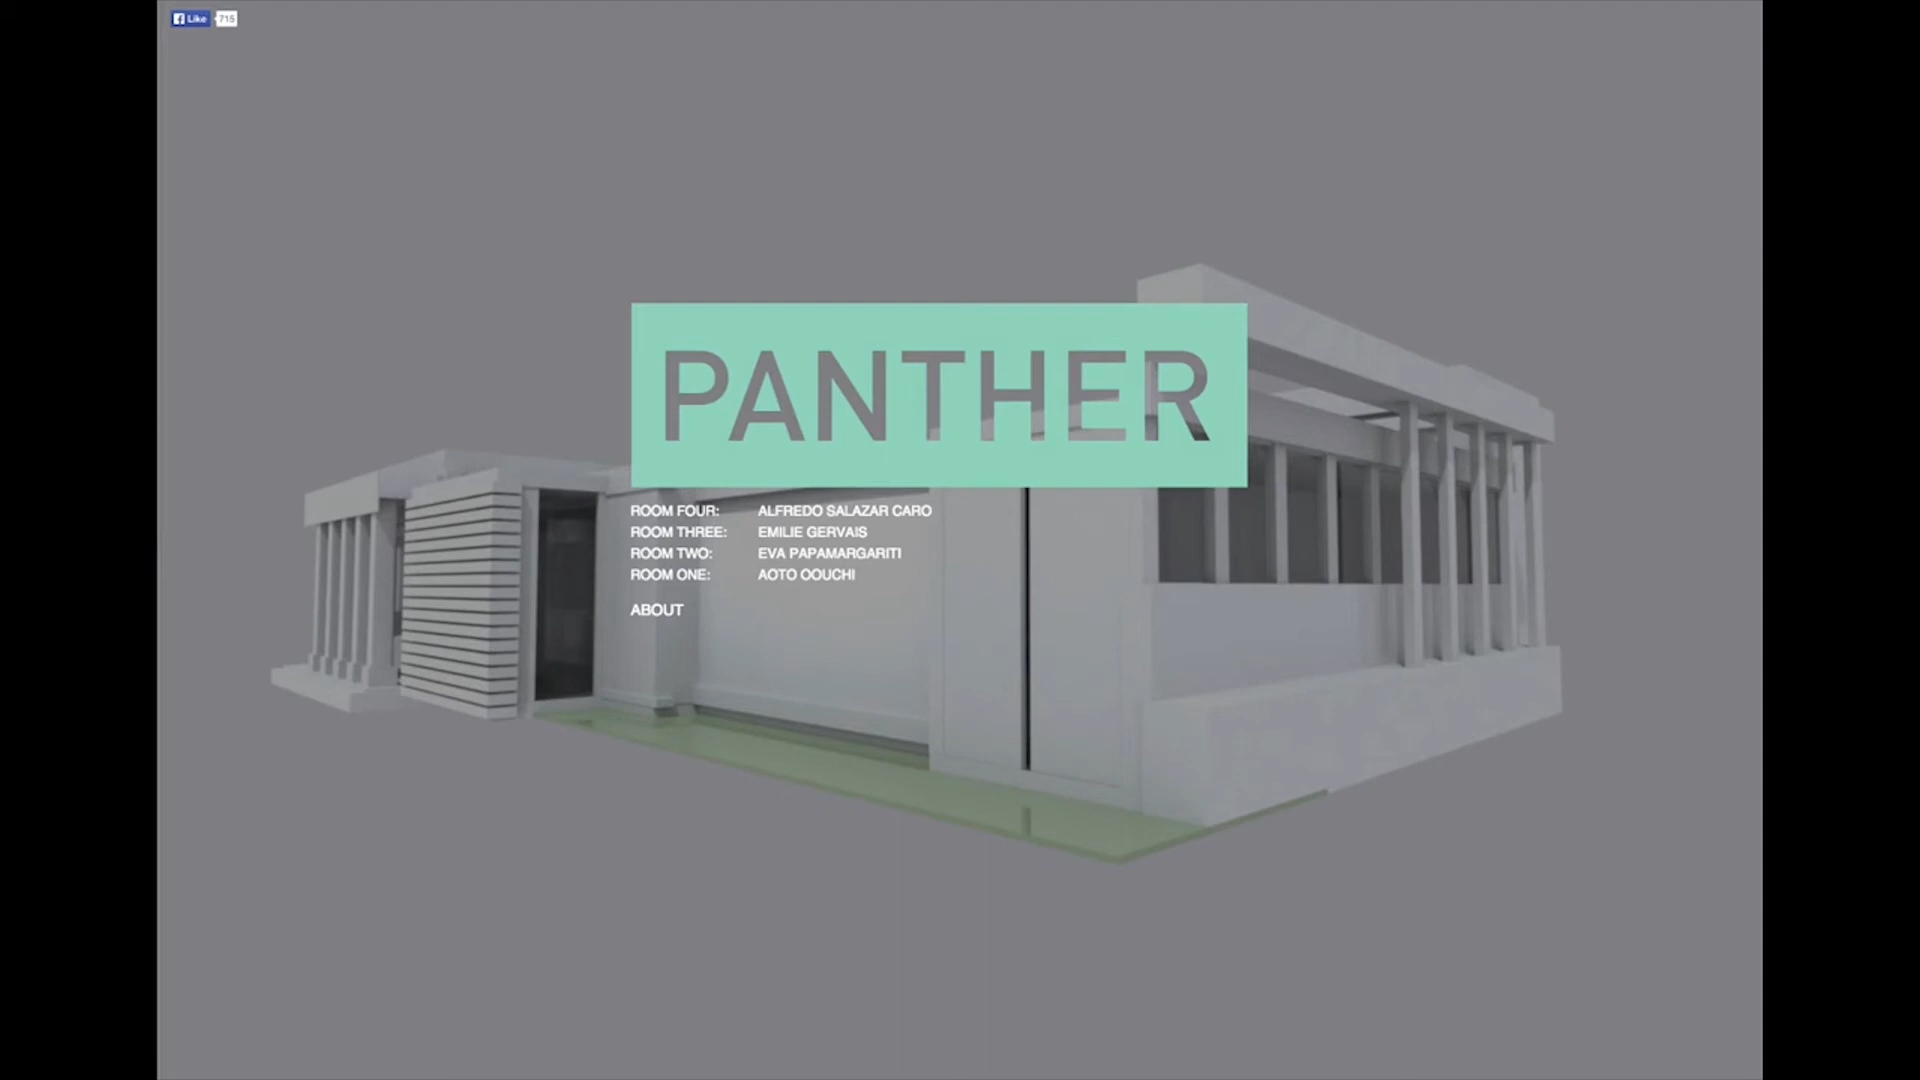 Like 715
PANTHER
ROOM FOUR: ALFREDO SALAZAR CARO
ROOM THREE: EMILIE GERVAIS
ROOM TWO: EVA PAPAMARGARITI
ROOM ONE: AOTO OOUCHI
ABOUT